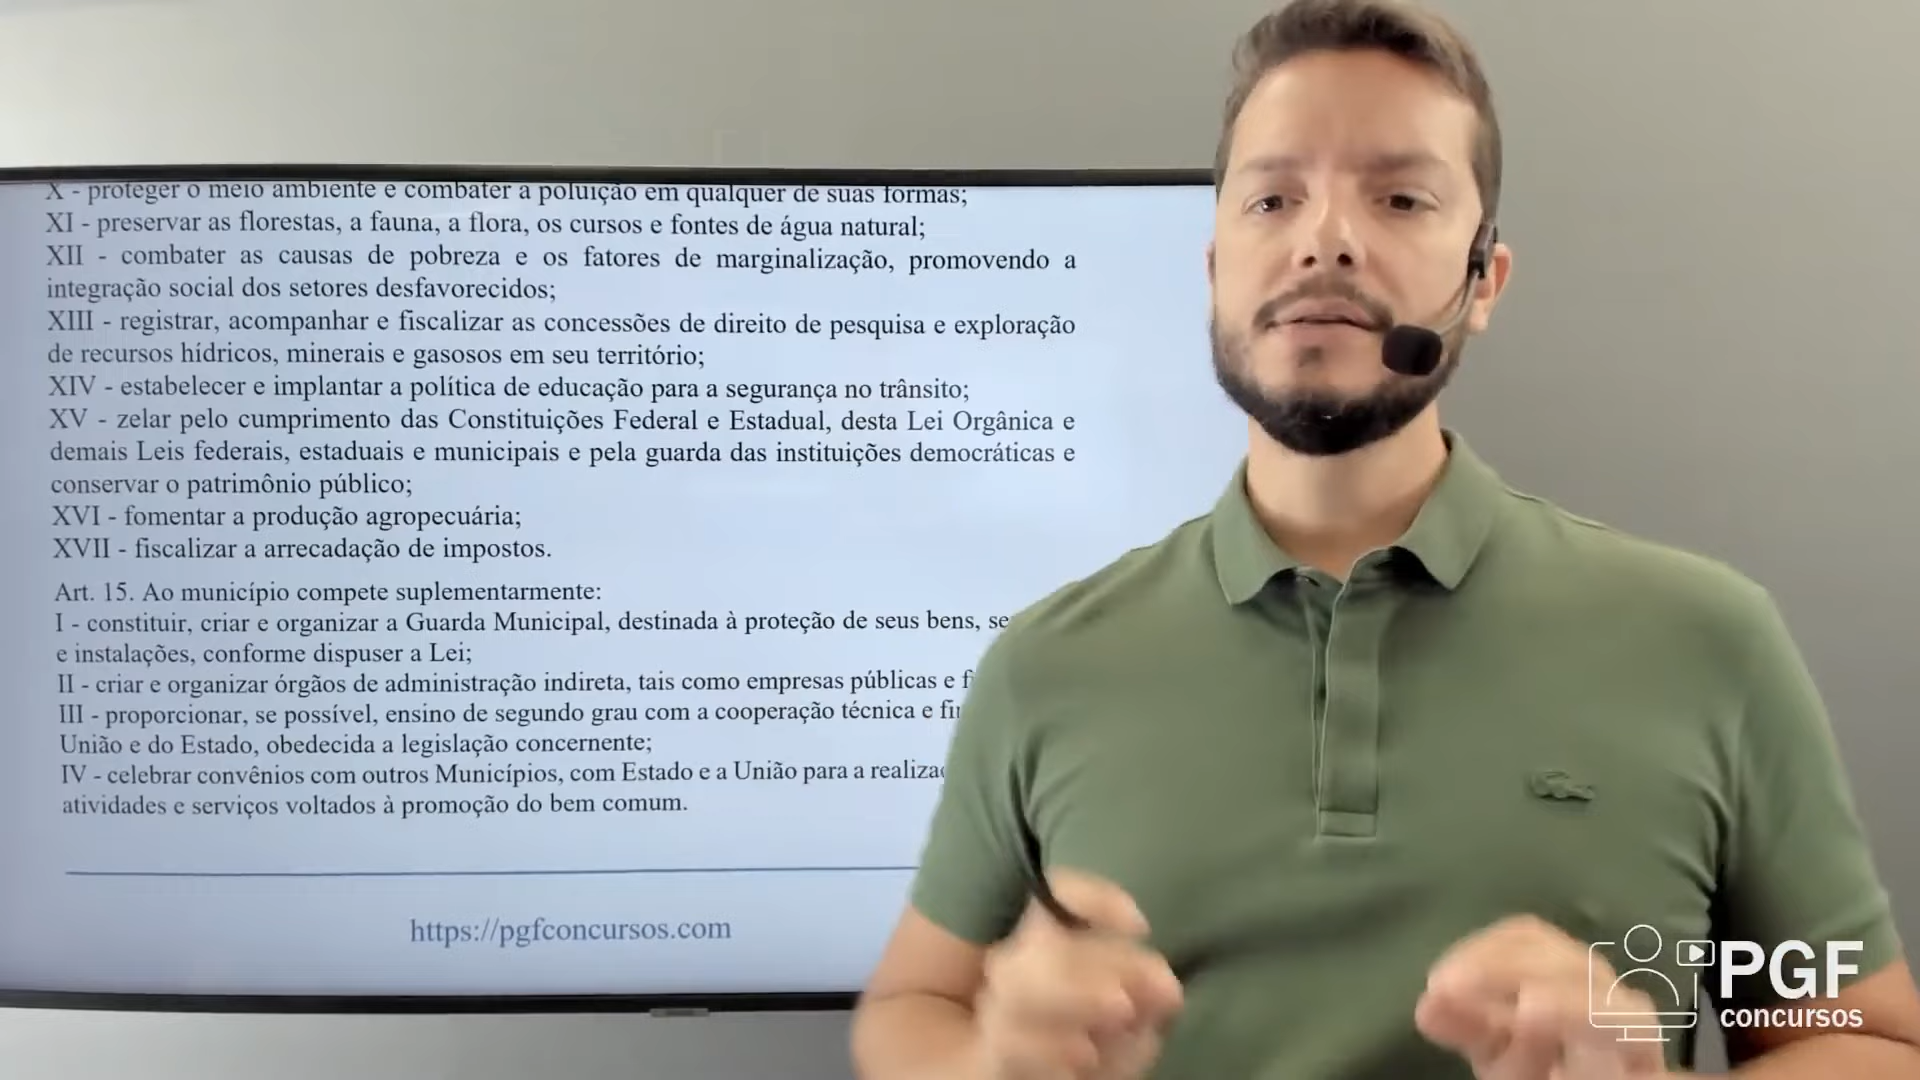 X - proteger o meio ambiente e combater a poluição em qualquer de suas formas;
XI - preservar as florestas, a fauna, a flora, os cursos e fontes de água natural;
XII - combater as causas de pobreza e os fatores de marginalização, promovendo a
integração social dos setores desfavorecidos;
XIII - registrar, acompanhar e fiscalizar as concessões de direito de pesquisa e exploração
de recursos hídricos, minerais e gasosos em seu território;
XIV - estabelecer e implantar a política de educação para a segurança no trânsito;
XV - zelar pelo cumprimento das Constituições Federal e Estadual, desta Lei Orgânica e
demais Leis federais, estaduais e municipais e pela guarda das instituições democráticas e
conservar o patrimônio público;
XVI - fomentar a produção agropecuária;
XVII - fiscalizar a arrecadação de impostos.
Art. 15. Ao município compete suplementarmente:
I - constituir, criar e organizar a Guarda Municipal, destinada à proteção de seus bens,
e instalações, conforme dispuser a Lei;
II - criar e organizar órgãos de administração indireta, tais como empresas públicas e
III - proporcionar, se possível, ensino de segundo grau com a cooperação técnica e
União e do Estado, obedecida a legislação concernente;
IV - celebrar convênios com outros Municípios, com Estado e a União para a
atividades e serviços voltados à promoção do bem comum.
https://pgfconcursos.com
PGF
concursos